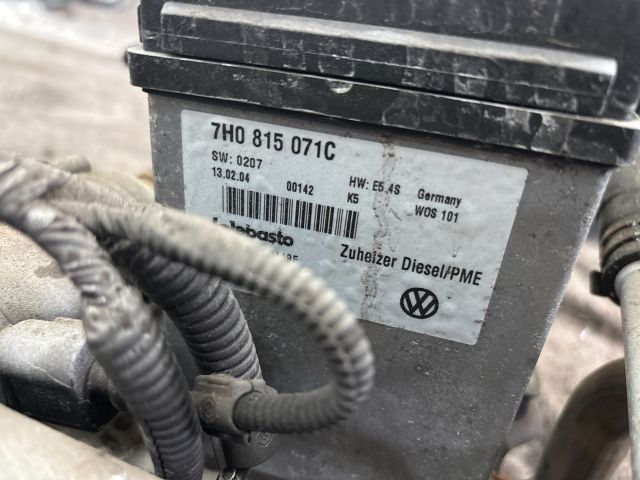 7H0 815 071C
SW: 0207
13.02.04 00142 HW: E5.4S Germany
K5 WOS 101
Webasto
Zuheizer Diesel/PME